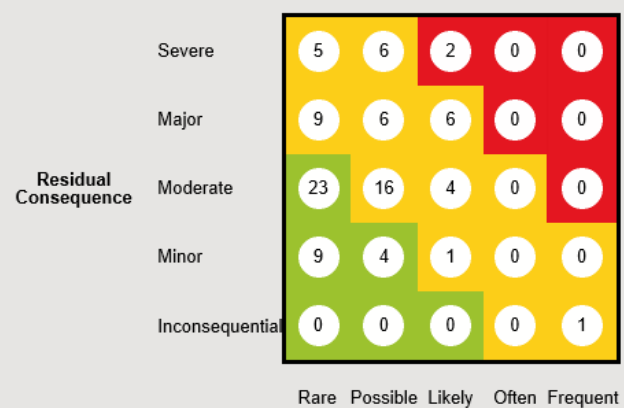 Severe 5 6 2 0 0
Major 9 6 6 0 0
Residual
Consequence
Moderate 23 16 4 0 0
Minor 9 4 1 0 0
Inconsequential 0 0 0 0 1
Rare Possible Likely Often Frequent